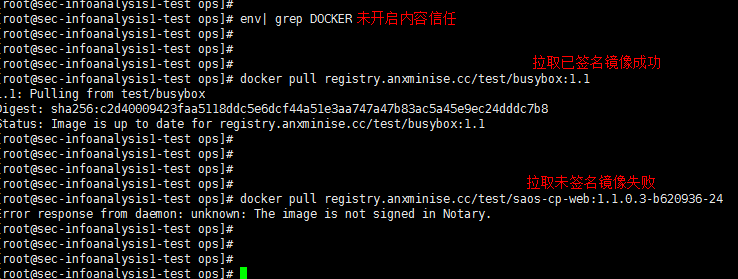 [root@sec-infoanalysis1-test ops]#
[root@sec-infoanalysis1-test ops]# env| grep DOCKER 未开启内容信任
[root@sec-infoanalysis1-test ops]#
[root@sec-infoanalysis1-test ops]#
[root@sec-infoanalysis1-test ops]# 拉取已签名镜像成功
[root@sec-infoanalysis1-test ops]# docker pull registry.anxminise.cc/test/busybox:1.1
1.1: Pulling from test/busybox
Digest: sha256:c2d40009423faa5118ddc5e6dcf44a51e3aa747a47b83ac5a45e9ec24dddc7b8
Status: Image is up to date for registry.anxminise.cc/test/busybox:1.1
[root@sec-infoanalysis1-test ops]#
[root@sec-infoanalysis1-test ops]#
[root@sec-infoanalysis1-test ops]# 拉取未签名镜像失败
[root@sec-infoanalysis1-test ops]# docker pull registry.anxminise.cc/test/saos-cp-web:1.1.0.3-b620936-24
Error response from daemon: unknown: The image is not signed in Notary.
[root@sec-infoanalysis1-test ops]#
[root@sec-infoanalysis1-test ops]#
[root@sec-infoanalysis1-test ops]#
[root@sec-infoanalysis1-test ops]#